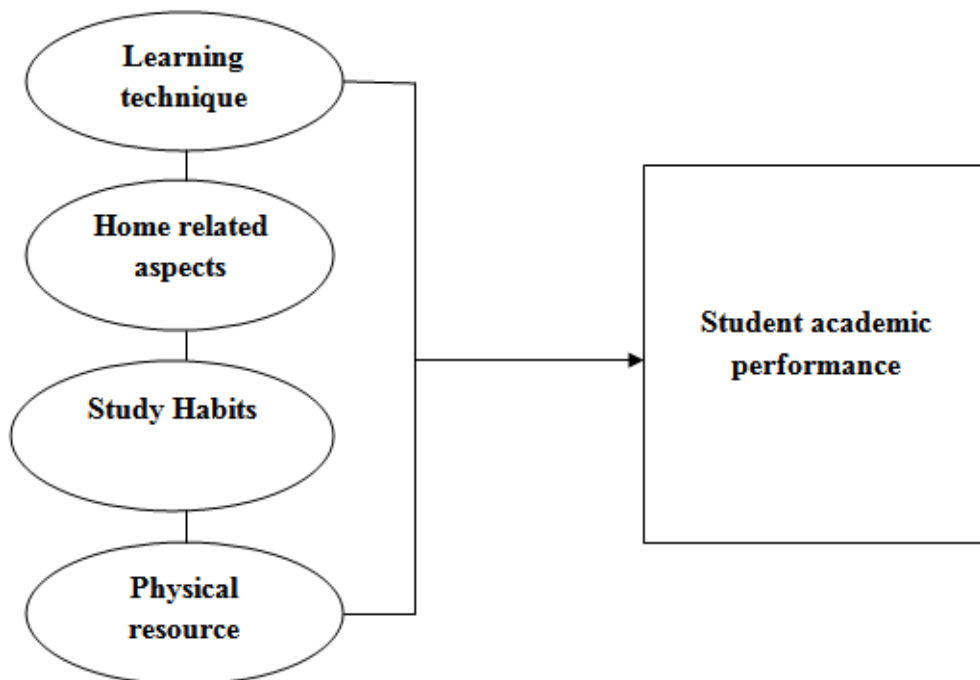 Learning
technique
Home related
aspects
Study Habits
Student academic
performance
Physical
resource